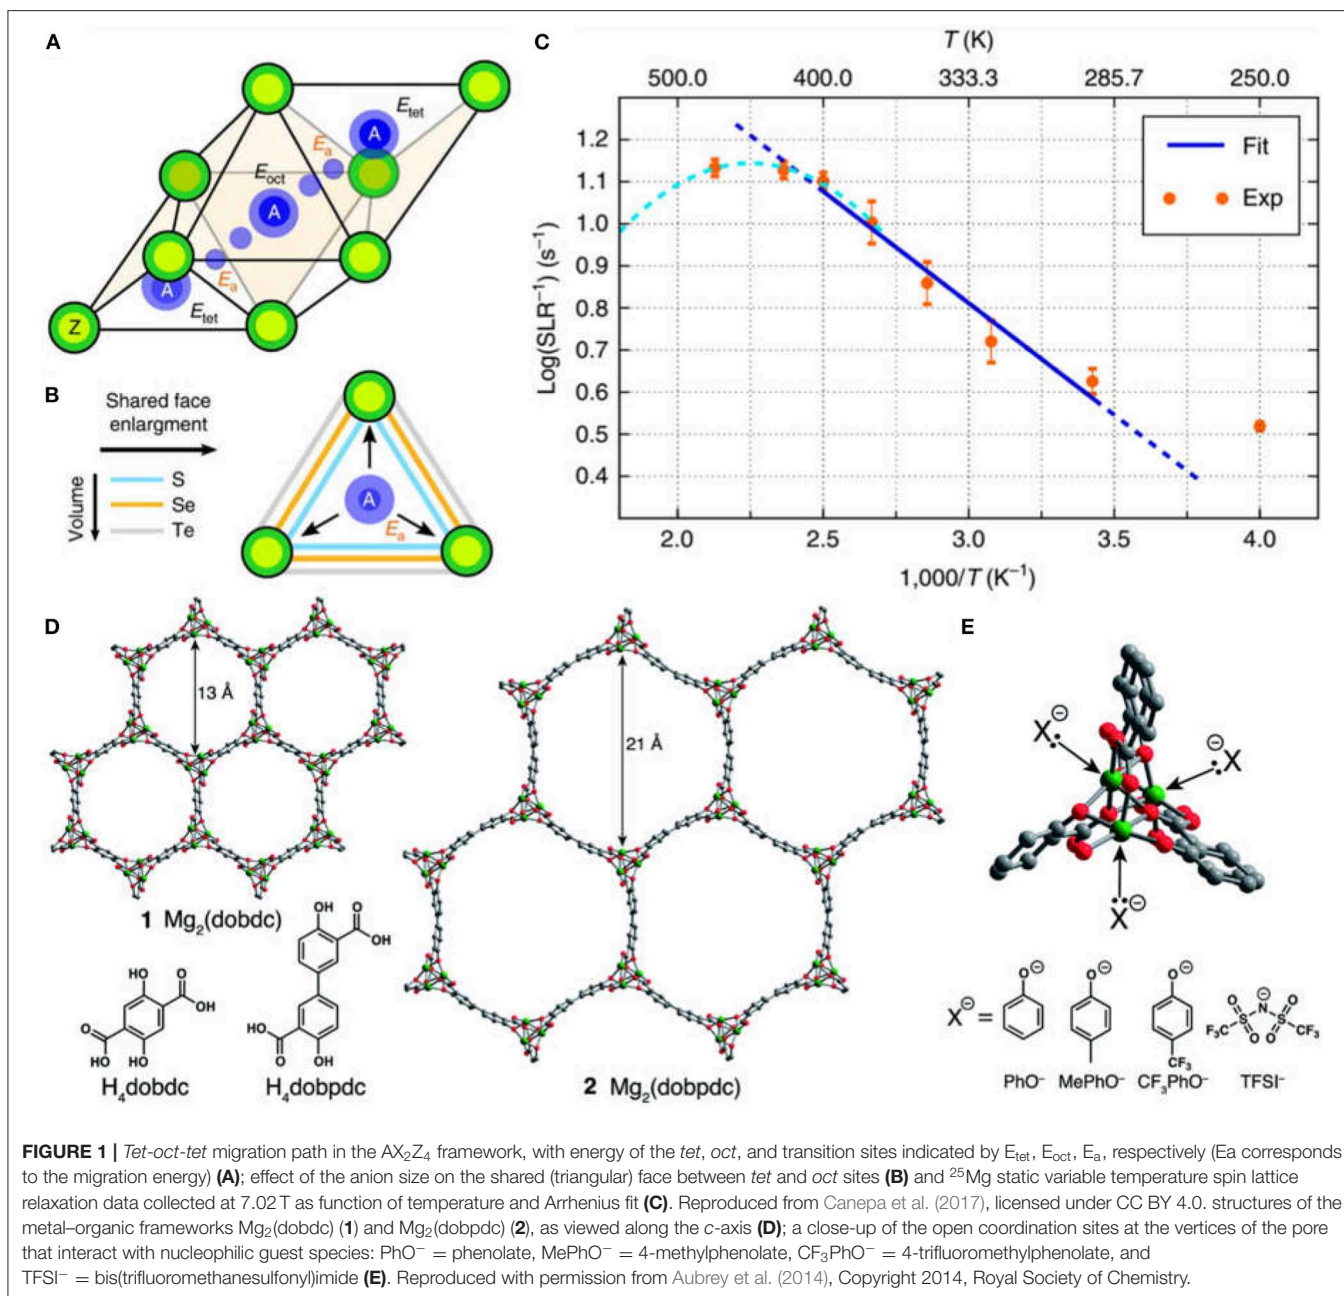 A
E_tet
A
E_a
E_oct
A
E_a
A
E_tet
Z
B
Shared face
enlargment
Volume
S
Se
Te
A
E_a
C
T (K)
500.0 400.0 333.3 285.7 250.0
Log(SLR⁻¹) (s⁻¹)
1.2
1.1
1.0
0.9
0.8
0.7
0.6
0.5
0.4
Fit
Exp
2.0 2.5 3.0 3.5 4.0
1,000/T (K⁻¹)
D
13 Å
1 Mg₂(dobdc)
HO
O
OH
O
HO
HO
H₄dobdc
OH
O
OH
HO
O
OH
H₄dobpdc
21 Å
2 Mg₂(dobpdc)
E
X:⊖
⊖:X
X⊖
X⊖ =
O⊖
PhO⁻
O⊖
MePhO⁻
O⊖
CF₃
CF₃PhO⁻
O O ⊖ O O
F₃C S N S CF₃
TFSI⁻
FIGURE 1 | Tet-oct-tet migration path in the AX₂Z₄ framework, with energy of the tet, oct, and transition sites indicated by E_tet, E_oct, E_a, respectively (Ea corresponds
to the migration energy) (A); effect of the anion size on the shared (triangular) face between tet and oct sites (B) and ²⁵Mg static variable temperature spin lattice
relaxation data collected at 7.02 T as function of temperature and Arrhenius fit (C). Reproduced from Canepa et al. (2017), licensed under CC BY 4.0. structures of the
metal–organic frameworks Mg₂(dobdc) (1) and Mg₂(dobpdc) (2), as viewed along the c-axis (D); a close-up of the open coordination sites at the vertices of the pore
that interact with nucleophilic guest species: PhO⁻ = phenolate, MePhO⁻ = 4-methylphenolate, CF₃PhO⁻ = 4-trifluoromethylphenolate, and
TFSI⁻ = bis(trifluoromethanesulfonyl)imide (E). Reproduced with permission from Aubrey et al. (2014), Copyright 2014, Royal Society of Chemistry.